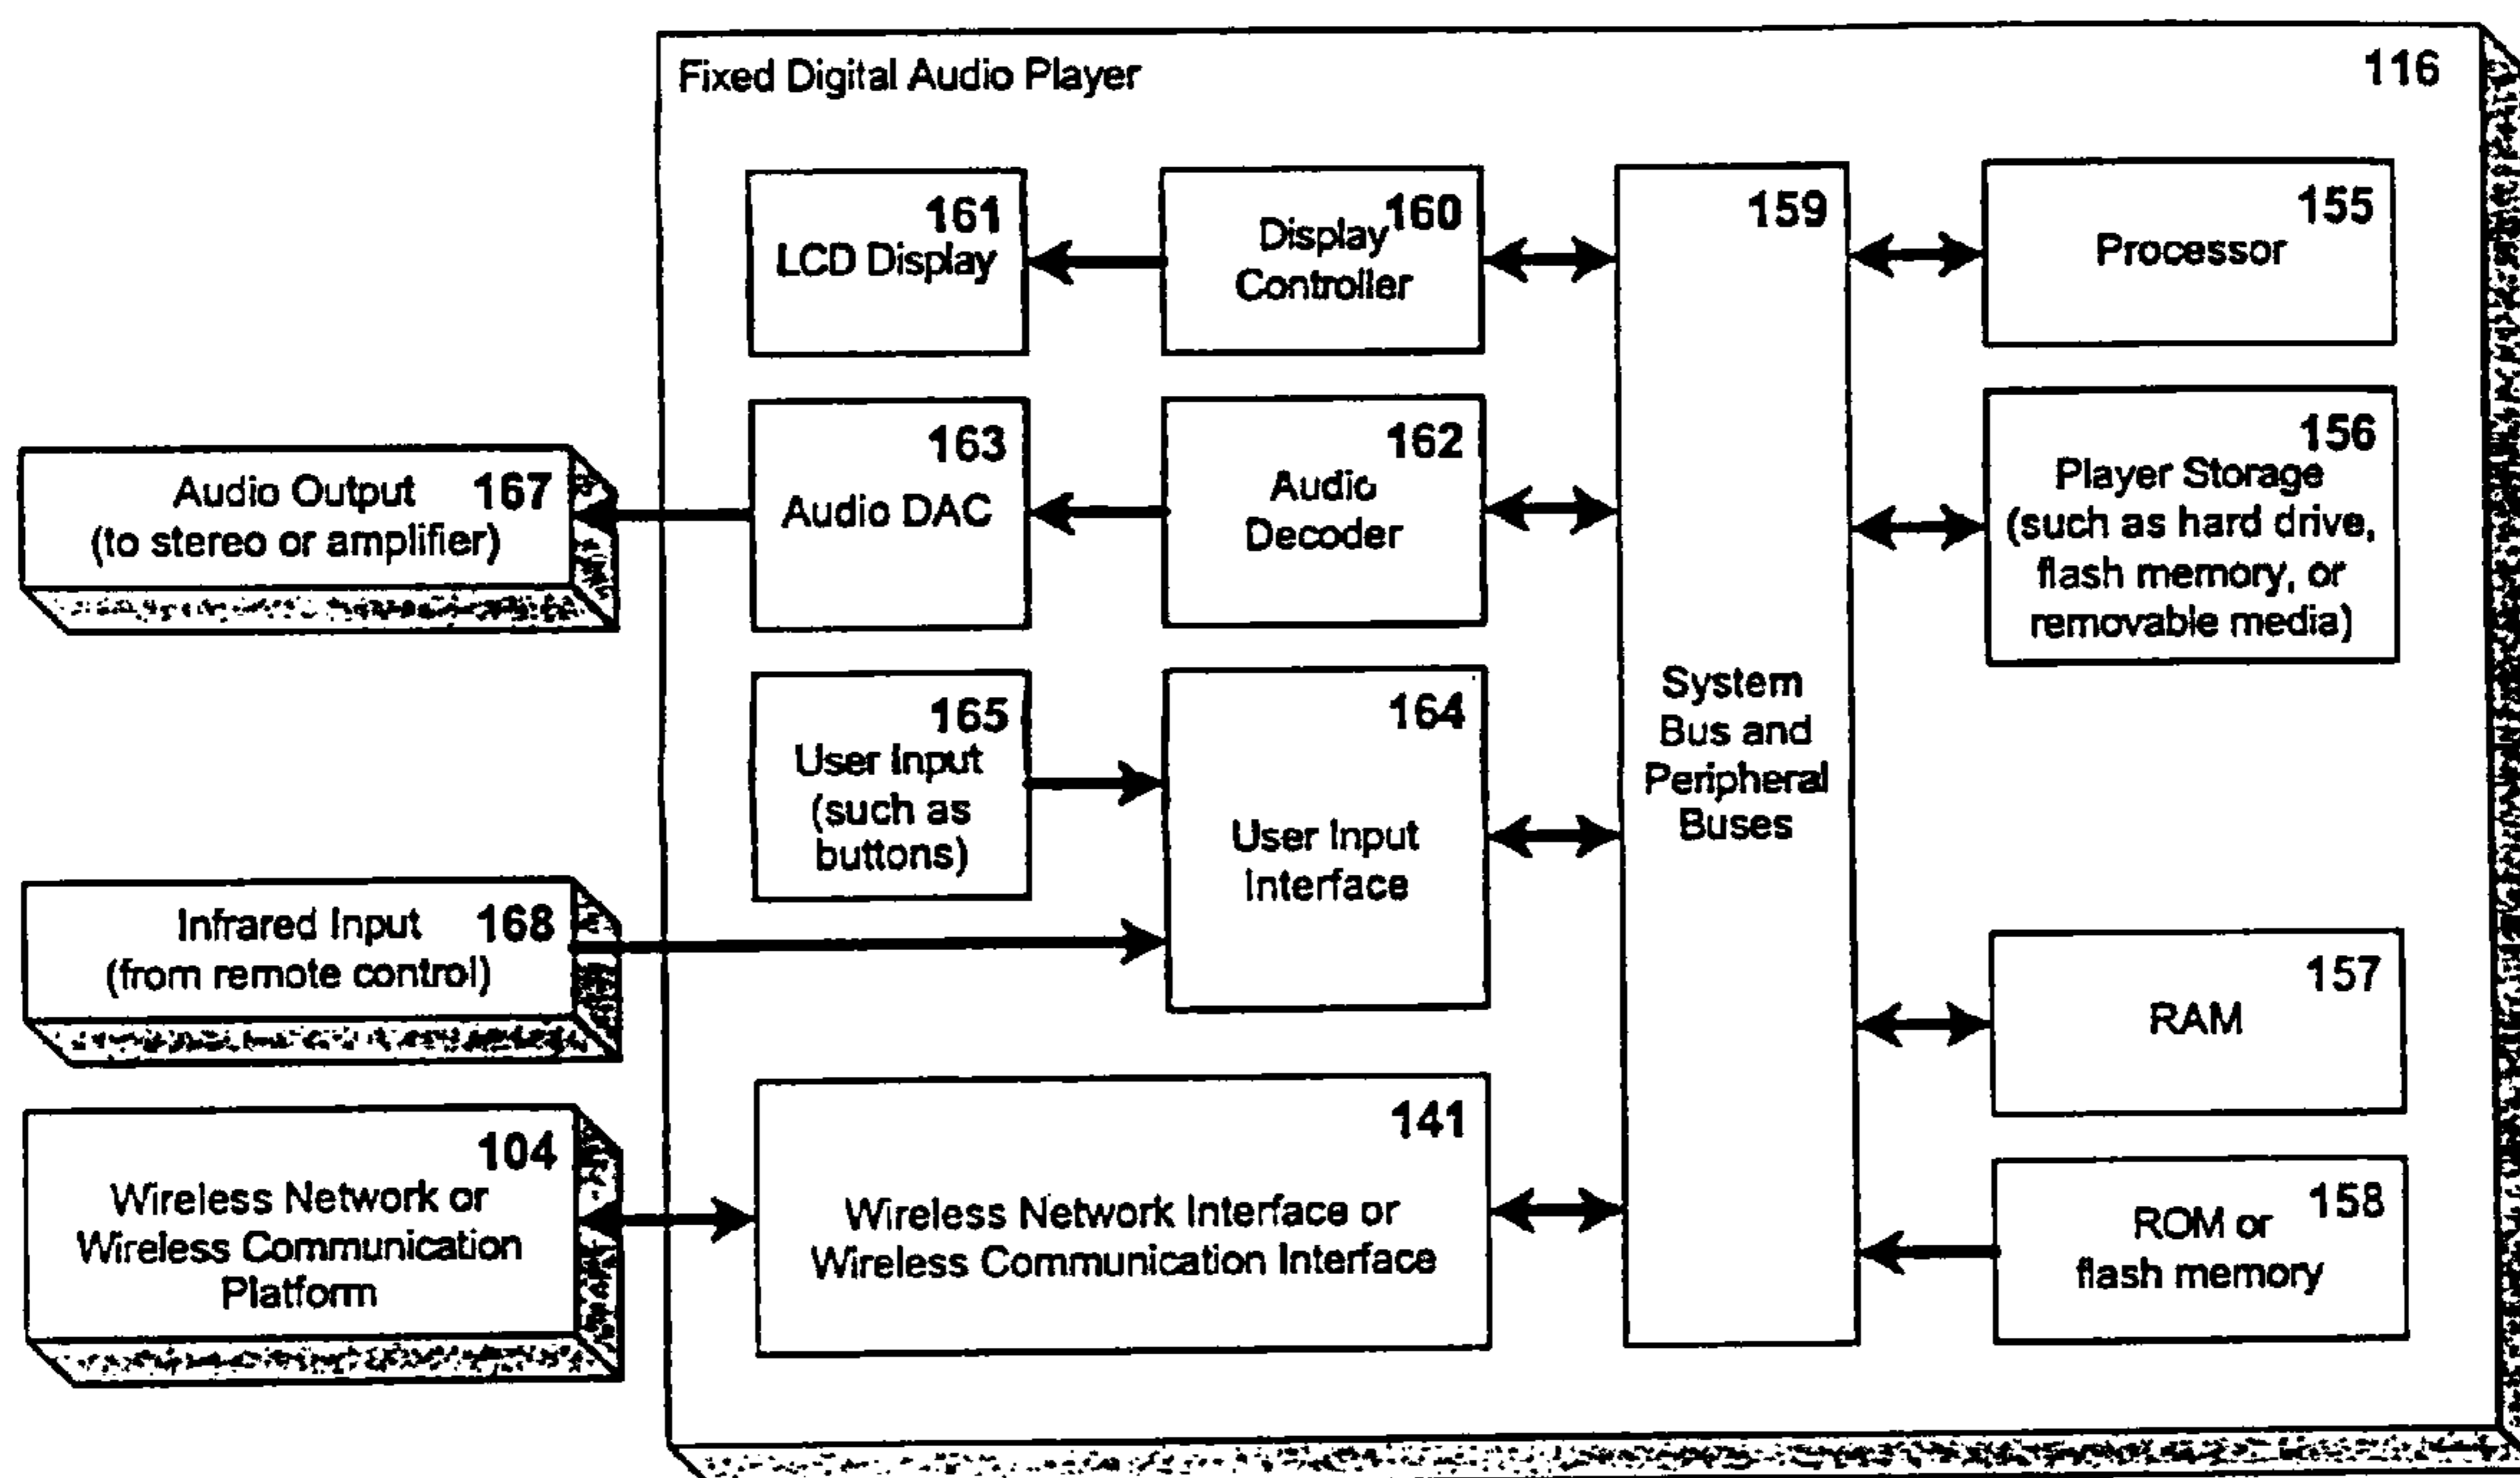 Fixed Digital Audio Player
116
161
LCD Display
160
Display
Controller
159
System
Bus and
Peripheral
Buses
155
Processor
163
Audio DAC
162
Audio
Decoder
156
Player Storage
(such as hard drive,
flash memory, or
removable media)
Audio Output 167
(to stereo or amplifier)
165
User Input
(such as
buttons)
164
User Input
Interface
Infrared Input 168
(from remote control)
157
RAM
104
Wireless Network or
Wireless Communication
Platform
141
Wireless Network Interface or
Wireless Communication Interface
158
ROM or
flash memory